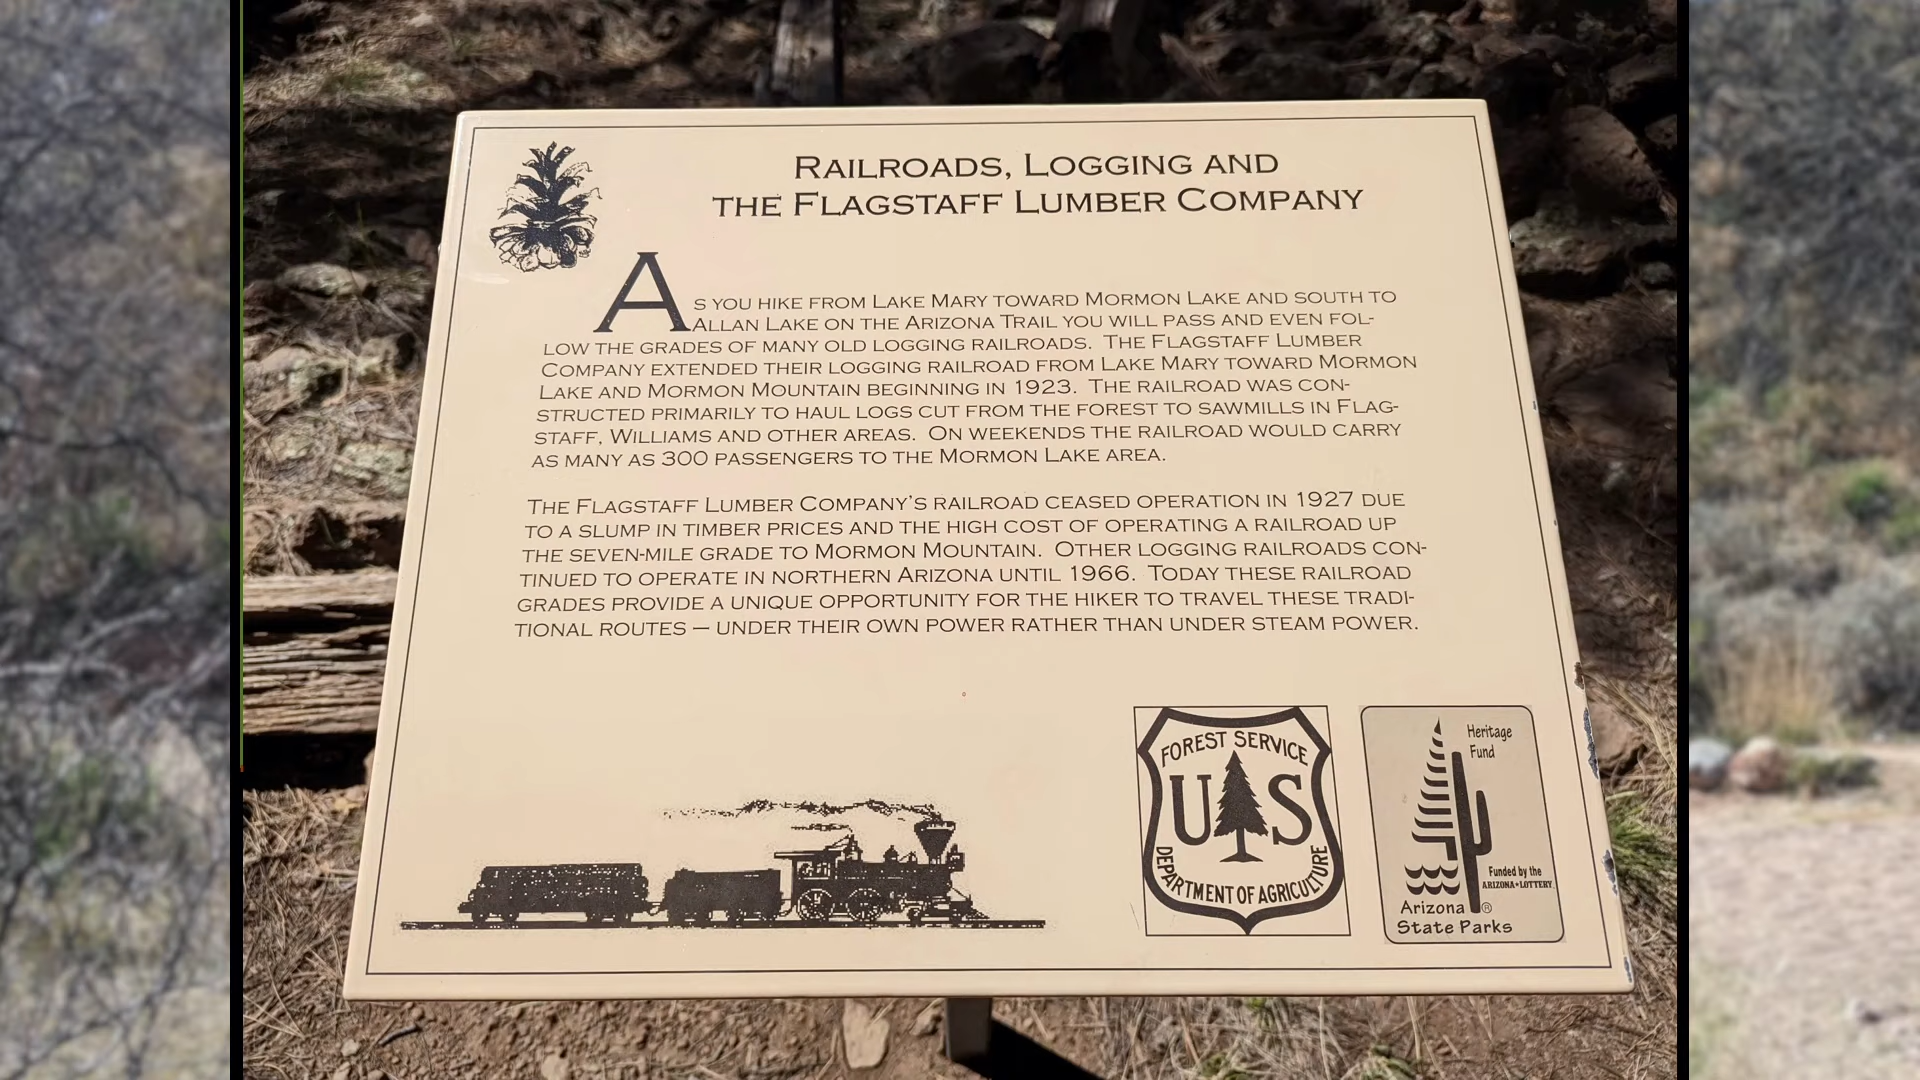 RAILROADS, LOGGING AND
THE FLAGSTAFF LUMBER COMPANY
AS YOU HIKE FROM LAKE MARY TOWARD MORMON LAKE AND SOUTH TO
ALLAN LAKE ON THE ARIZONA TRAIL YOU WILL PASS AND EVEN FOL-
LOW THE GRADES OF MANY OLD LOGGING RAILROADS. THE FLAGSTAFF LUMBER
COMPANY EXTENDED THEIR LOGGING RAILROAD FROM LAKE MARY TOWARD MORMON
LAKE AND MORMON MOUNTAIN BEGINNING IN 1923. THE RAILROAD WAS CON-
STRUCTED PRIMARILY TO HAUL LOGS CUT FROM THE FOREST TO SAWMILLS IN FLAG-
STAFF, WILLIAMS AND OTHER AREAS. ON WEEKENDS THE RAILROAD WOULD CARRY
AS MANY AS 300 PASSENGERS TO THE MORMON LAKE AREA.
THE FLAGSTAFF LUMBER COMPANY'S RAILROAD CEASED OPERATION IN 1927 DUE
TO A SLUMP IN TIMBER PRICES AND THE HIGH COST OF OPERATING A RAILROAD UP
THE SEVEN-MILE GRADE TO MORMON MOUNTAIN. OTHER LOGGING RAILROADS CON-
TINUED TO OPERATE IN NORTHERN ARIZONA UNTIL 1966. TODAY THESE RAILROAD
GRADES PROVIDE A UNIQUE OPPORTUNITY FOR THE HIKER TO TRAVEL THESE TRADI-
TIONAL ROUTES — UNDER THEIR OWN POWER RATHER THAN UNDER STEAM POWER.
FOREST SERVICE
U S
DEPARTMENT OF AGRICULTURE
Heritage
Fund
Funded by the
ARIZONA LOTTERY
Arizona ®
State Parks